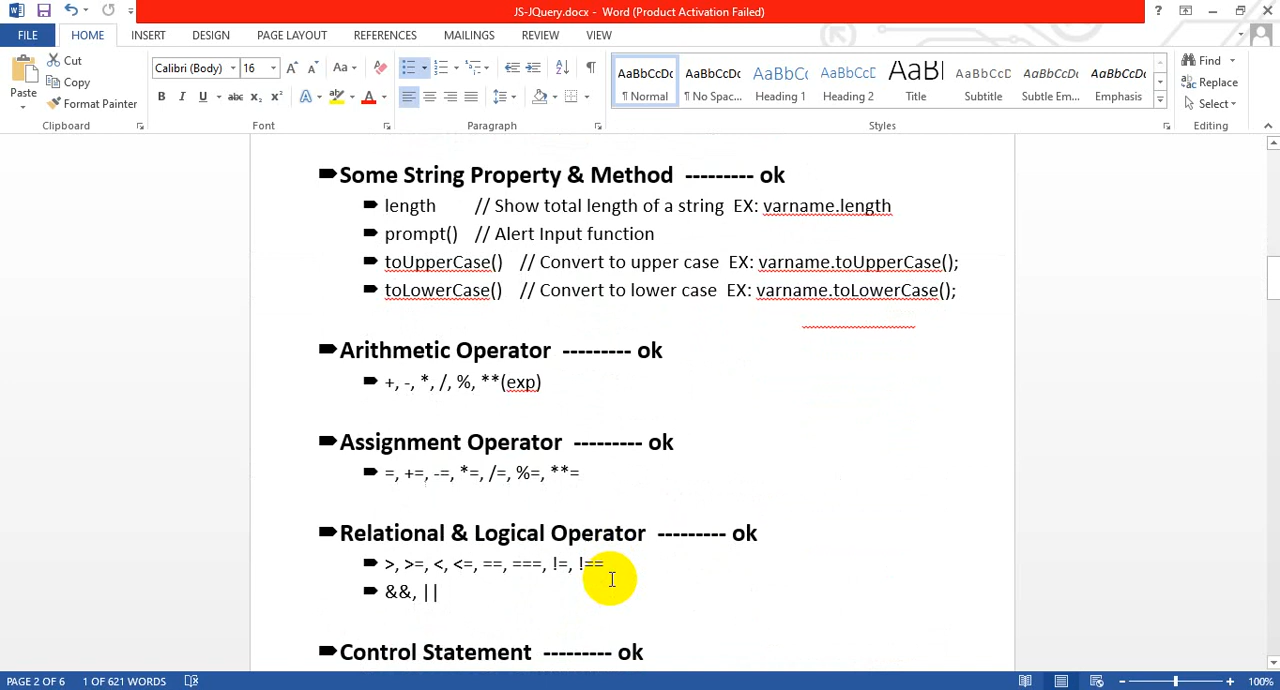 JS-JQuery.docx - Word (Product Activation Failed)
FILE HOME INSERT DESIGN PAGE LAYOUT REFERENCES MAILINGS REVIEW VIEW
Paste
Cut
Copy
Format Painter
Calibri (Body) 16
AaBbCcDc AaBbCcDc AaBbCc AaBbCcC AaBl AaBbCcD AaBbCcDc AaBbCcDc
¶ Normal ¶ No Spac... Heading 1 Heading 2 Title Subtitle Subtle Em... Emphasis
Find
Replace
Select
Clipboard Font Paragraph Styles Editing
Some String Property & Method --------- ok
length // Show total length of a string EX: varname.length
prompt() // Alert Input function
toUpperCase() // Convert to upper case EX: varname.toUpperCase();
toLowerCase() // Convert to lower case EX: varname.toLowerCase();
Arithmetic Operator --------- ok
+, -, *, /, %, **(exp)
Assignment Operator --------- ok
=, +=, -=, *=, /=, %=, **=
Relational & Logical Operator --------- ok
>, >=, <, <=, ==, ===, !=, !==
&&, ||
Control Statement --------- ok
PAGE 2 OF 6 1 OF 621 WORDS 100%